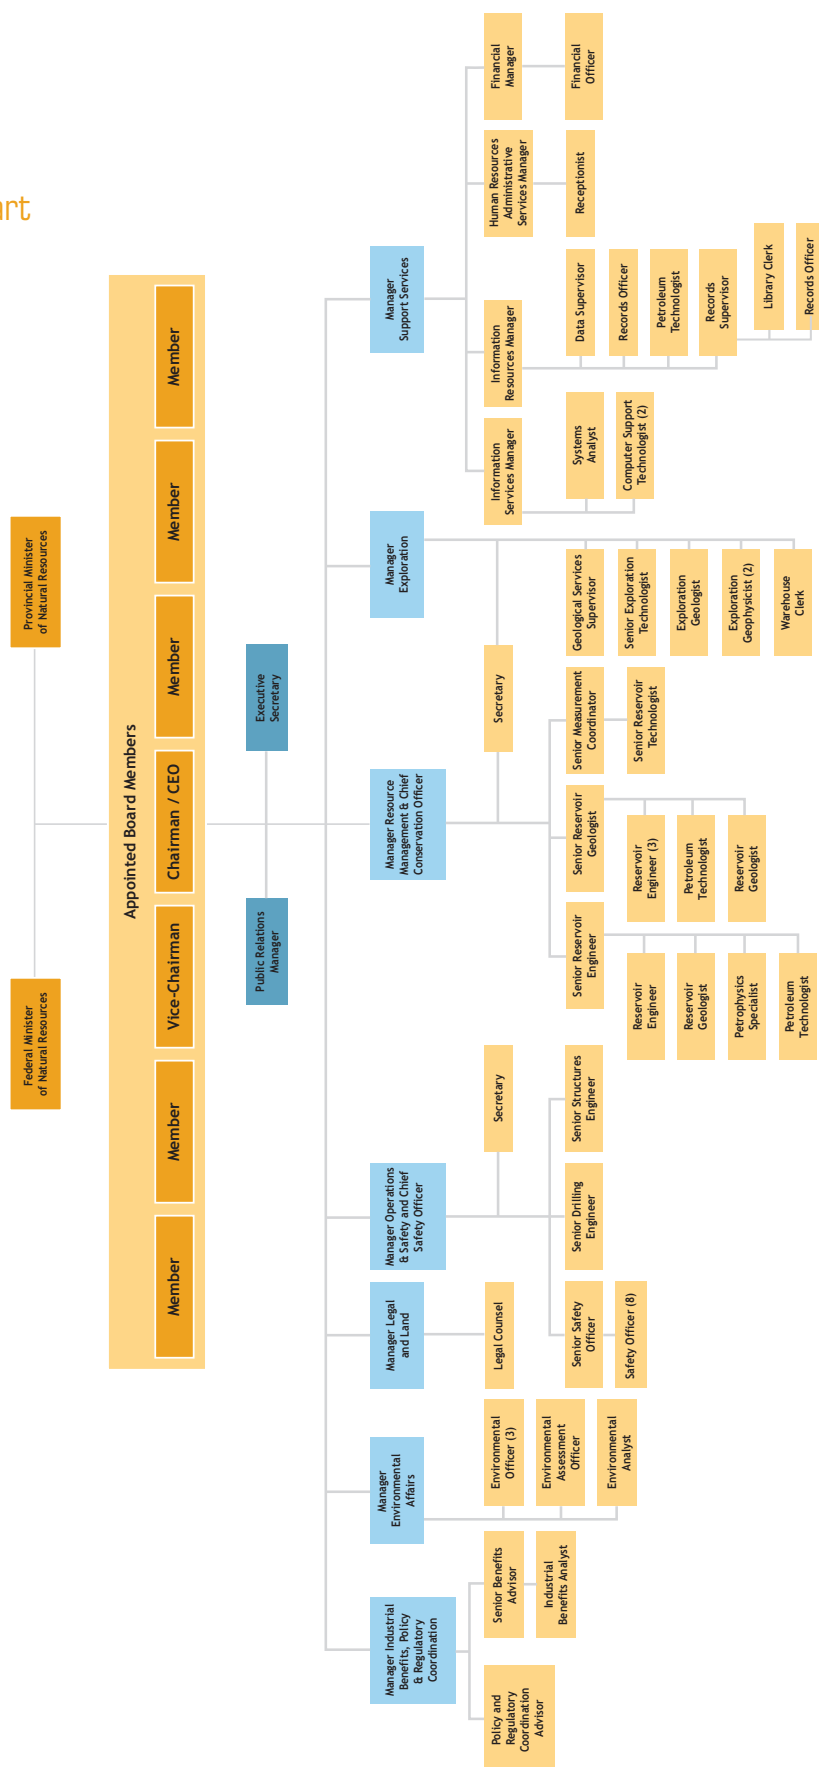 art
Federal Minister
of Natural Resources
Provincial Minister
of Natural Resources
Appointed Board Members
Member
Member
Vice-Chairman
Chairman / CEO
Member
Member
Member
Public Relations
Manager
Executive
Secretary
Manager Industrial
Benefits, Policy
& Regulatory
Coordination
Manager
Environmental
Affairs
Manager Legal
and Land
Manager Operations
& Safety and Chief
Safety Officer
Manager Resource
Management & Chief
Conservation Officer
Manager
Exploration
Manager
Support Services
Policy and
Regulatory
Coordination
Advisor
Senior Benefits
Advisor
Industrial
Benefits Analyst
Environmental
Officer (3)
Environmental
Assessment
Officer
Environmental
Analyst
Legal Counsel
Secretary
Senior Safety
Officer
Safety Officer (8)
Senior Drilling
Engineer
Senior Structures
Engineer
Secretary
Senior Reservoir
Engineer
Reservoir
Engineer
Reservoir
Geologist
Petrophysics
Specialist
Petroleum
Technologist
Senior Reservoir
Geologist
Reservoir
Engineer (3)
Petroleum
Technologist
Reservoir
Geologist
Senior Measurement
Coordinator
Senior Reservoir
Technologist
Geological Services
Supervisor
Senior Exploration
Technologist
Exploration
Geologist
Exploration
Geophysicist (2)
Warehouse
Clerk
Information
Services Manager
Systems
Analyst
Computer Support
Technologist (2)
Information
Resources Manager
Data Supervisor
Records Officer
Petroleum
Technologist
Records
Supervisor
Library Clerk
Records Officer
Human Resources
Administrative
Services Manager
Receptionist
Financial
Manager
Financial
Officer